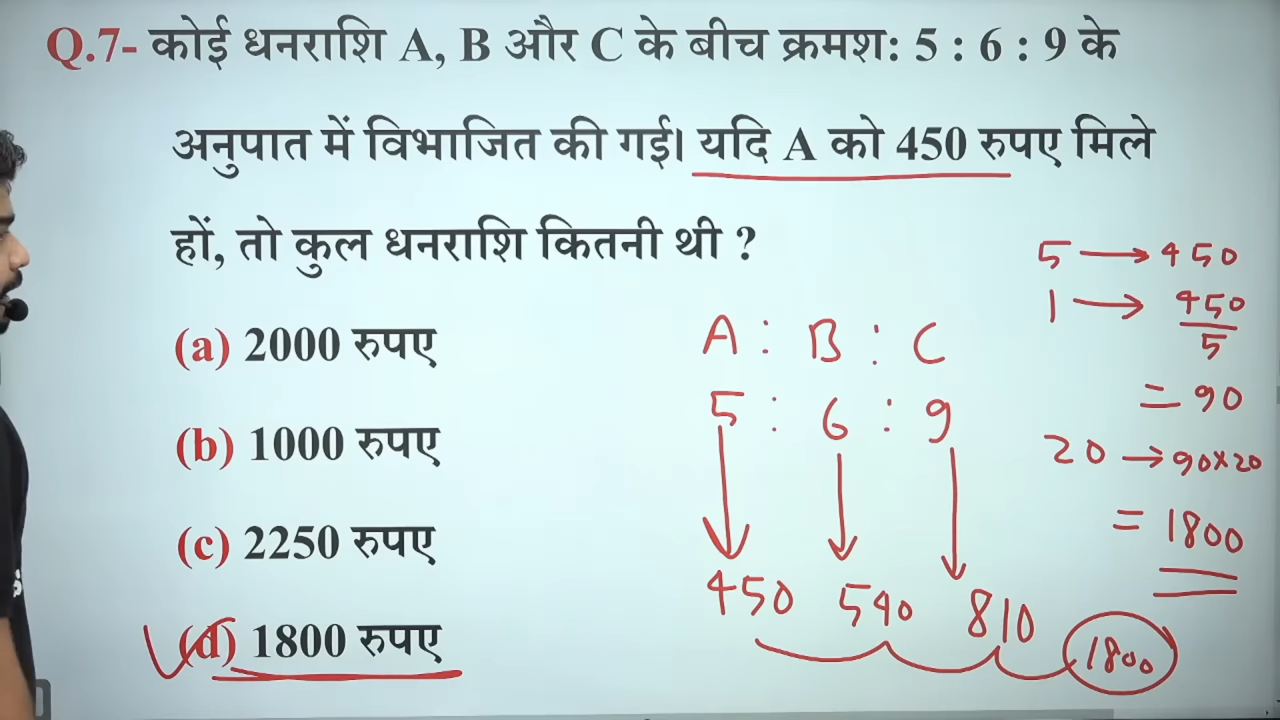 Q.7- कोई धनराशि A, B और C के बीच क्रमश: 5 : 6 : 9 के
अनुपात में विभाजित की गई। यदि A को 450 रुपए मिले
हों, तो कुल धनराशि कितनी थी ?
(a) 2000 रुपए
(b) 1000 रुपए
(c) 2250 रुपए
(d) 1800 रुपए
A : B : C
5 : 6 : 9
450 540 810
1800
5 → 450
1 → 450/5
= 90
20 → 90×20
= 1800